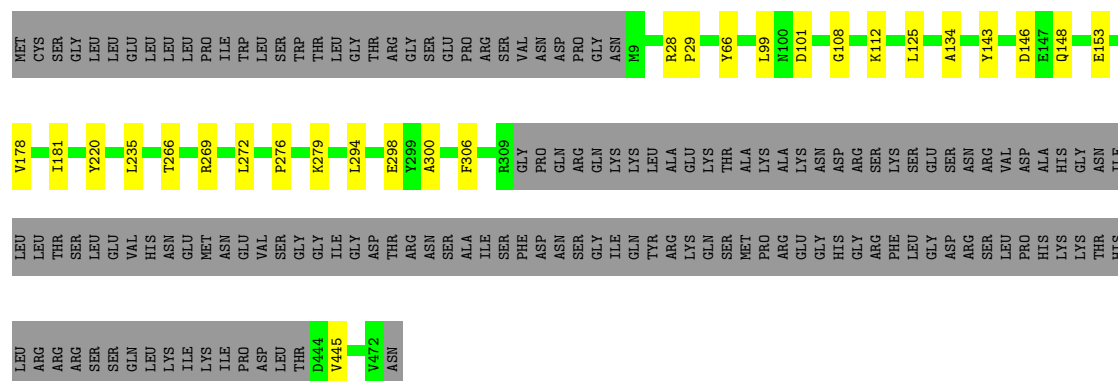 MET CYS SER GLY LEU LEU GLU LEU LEU LEU PRO ILE TRP LEU SER TRP THR LEU GLY THR ARG GLY SER GLU PRO ARG SER VAL ASN ASP PRO GLY ASN M9 R28 P29 Y66 L99 N100 D101 G108 K112 L125 A134 Y143 D146 E147 Q148 E153
V178 I181 Y220 L235 T266 R269 L272 P276 K279 L294 E298 Y299 A300 F306 R309 GLY PRO GLN ARG GLN LYS LYS LEU ALA GLU LYS THR ALA LYS ALA LYS ASN ASP ARG SER LYS SER GLU SER ASN ARG VAL ASP ALA HIS GLY ASN ILE
LEU LEU THR SER LEU GLU VAL HIS ASN GLU MET ASN GLU VAL SER GLY GLY ILE GLY ASP THR ARG ASN SER ALA ILE SER PHE ASP ASN SER GLY ILE GLN TYR ARG LYS GLN SER MET PRO ARG GLU GLY HIS GLY ARG PHE LEU GLY ASP ARG SER LEU PRO HIS LYS LYS THR HIS
LEU ARG ARG ARG SER SER GLN LEU LYS ILE LYS ILE PRO ASP LEU THR D444 V445 V472 ASN